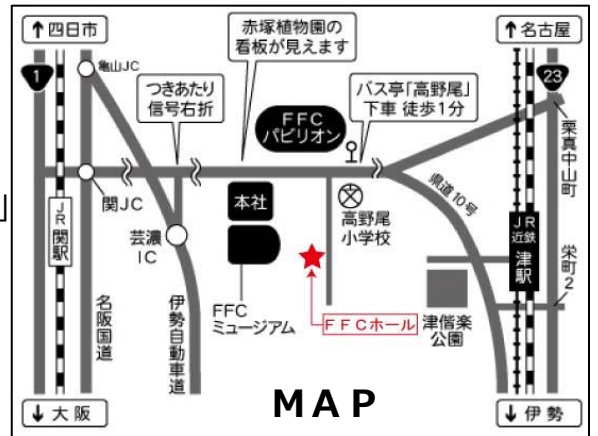 ↑四日市
赤塚植物園の
看板が見えます
↑名古屋
1
亀山JC
つきあたり
信号右折
FFC
パビリオン
バス亭「高野尾」
下車 徒歩1分
23
栗真中山町
関JC
JR
関駅
本社
高野尾
小学校
県道10号
芸濃
IC
JR
近鉄
津駅
栄町2
名阪国道
伊勢自動車道
FFC
ミュージアム
FFCホール
津偕楽
公園
↓大阪
MAP
↓伊勢